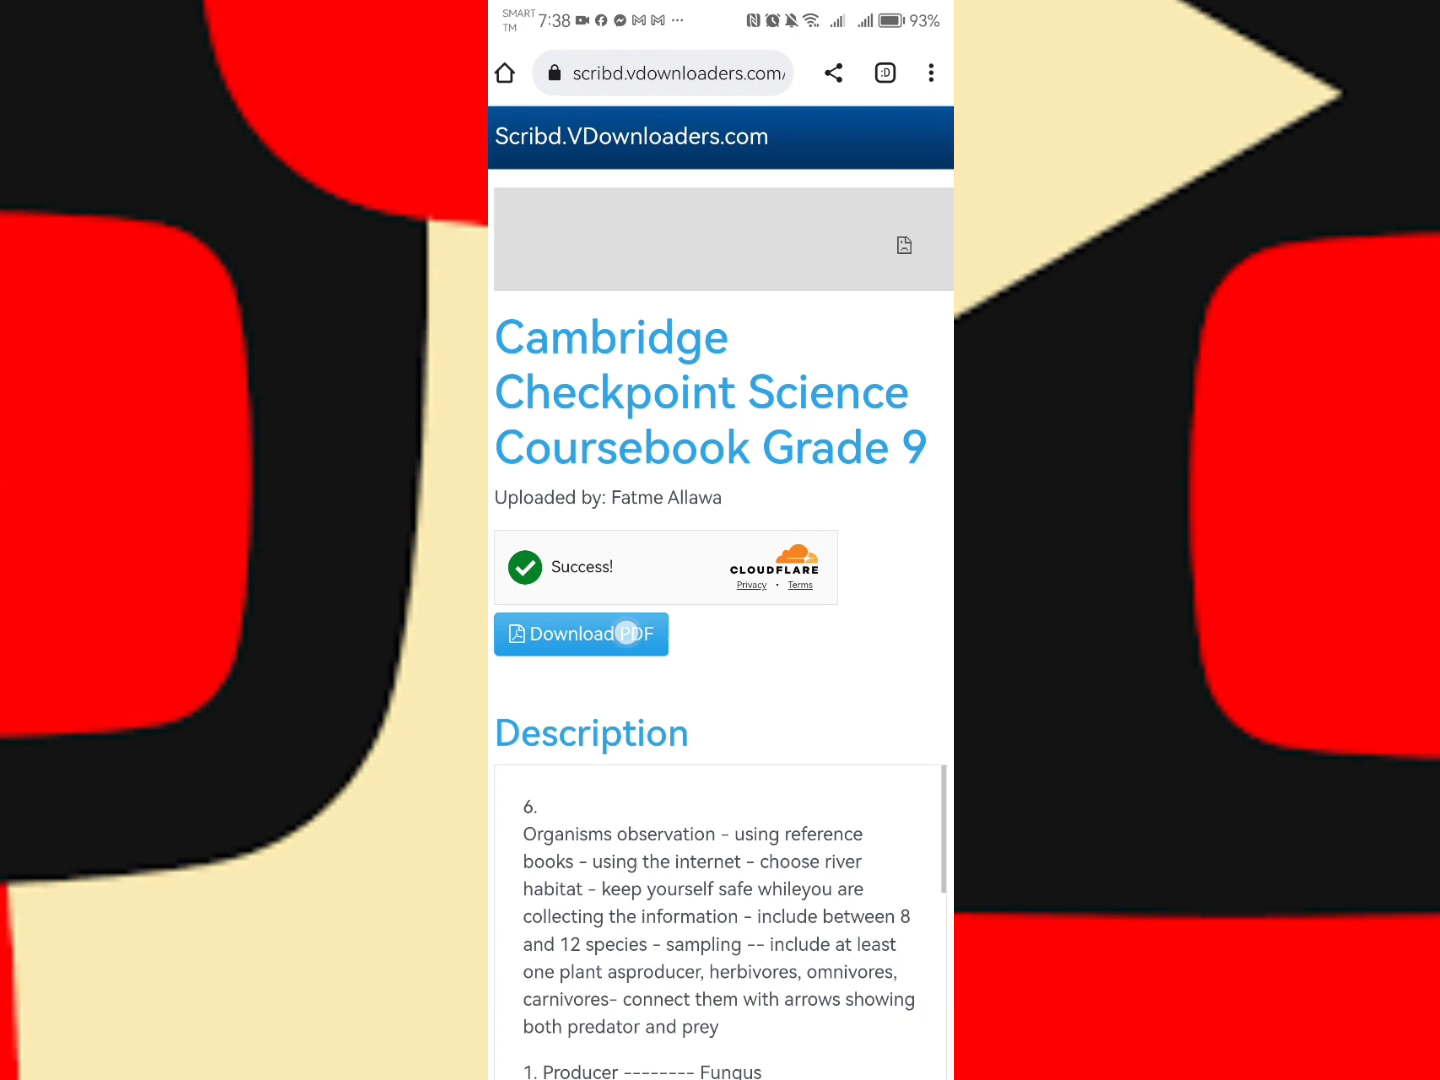 SMART
TM
7:38
93%
scribd.vdownloaders.com/
:D
Scribd.VDownloaders.com
Cambridge
Checkpoint Science
Coursebook Grade 9
Uploaded by: Fatme Allawa
Success!
CLOUDFLARE
Privacy • Terms
Download PDF
Description
6.
Organisms observation - using reference
books - using the internet - choose river
habitat - keep yourself safe whileyou are
collecting the information - include between 8
and 12 species - sampling -- include at least
one plant asproducer, herbivores, omnivores,
carnivores- connect them with arrows showing
both predator and prey
1. Producer -------- Fungus